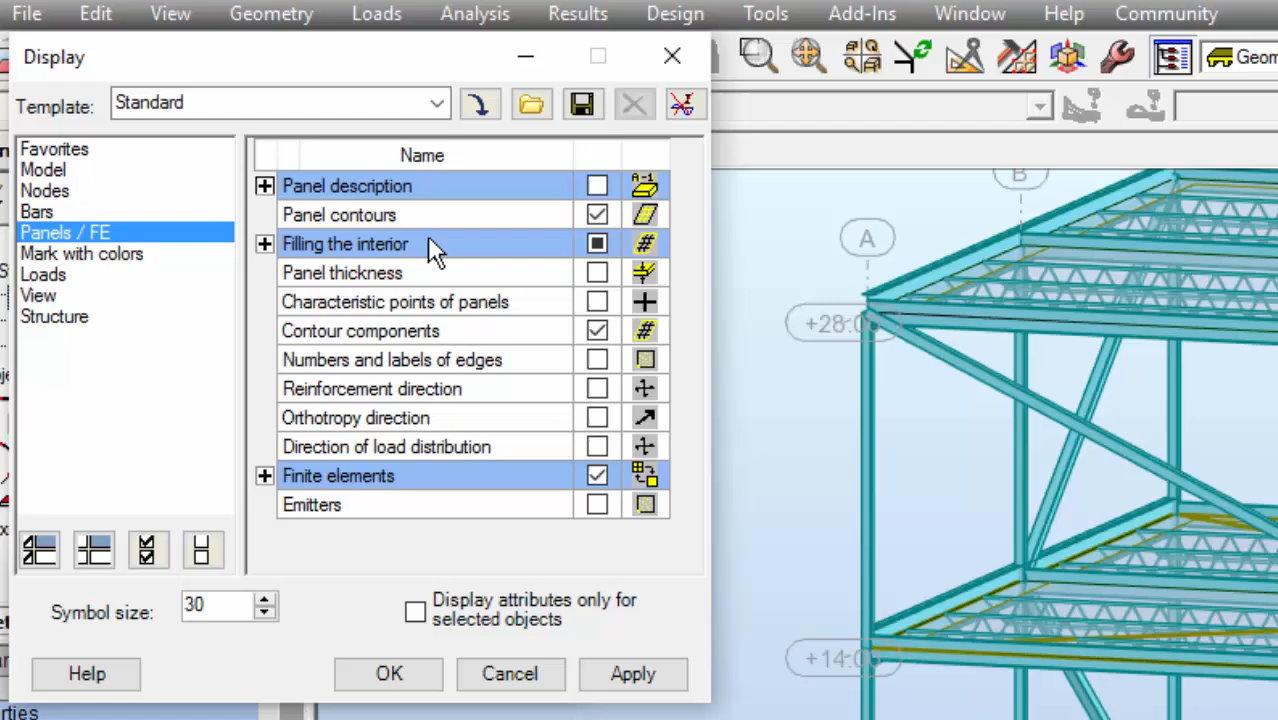 File Edit View Geometry Loads Analysis Results Design Tools Add-Ins Window Help Community
Display
Template: Standard
Geom
Favorites
Model
Nodes
Bars
Panels / FE
Mark with colors
Loads
View
Structure
Name
Panel description
Panel contours
Filling the interior
Panel thickness
Characteristic points of panels
Contour components
Numbers and labels of edges
Reinforcement direction
Orthotropy direction
Direction of load distribution
Finite elements
Emitters
Symbol size: 30
Display attributes only for
selected objects
Help OK Cancel Apply
B
A
+28:00
+14:00